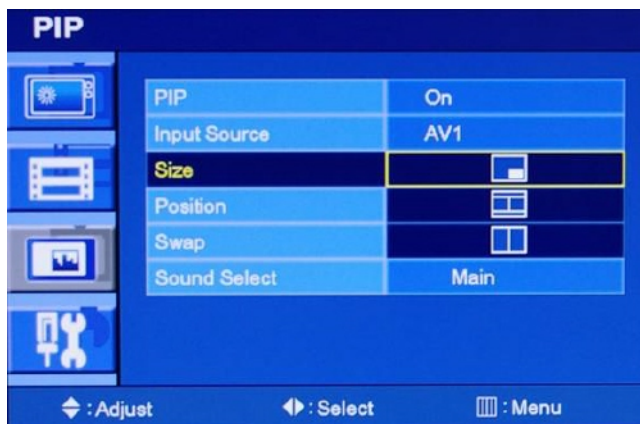 PIP
PIP On
Input Source AV1
Size
Position
Swap
Sound Select Main
: Adjust : Select : Menu